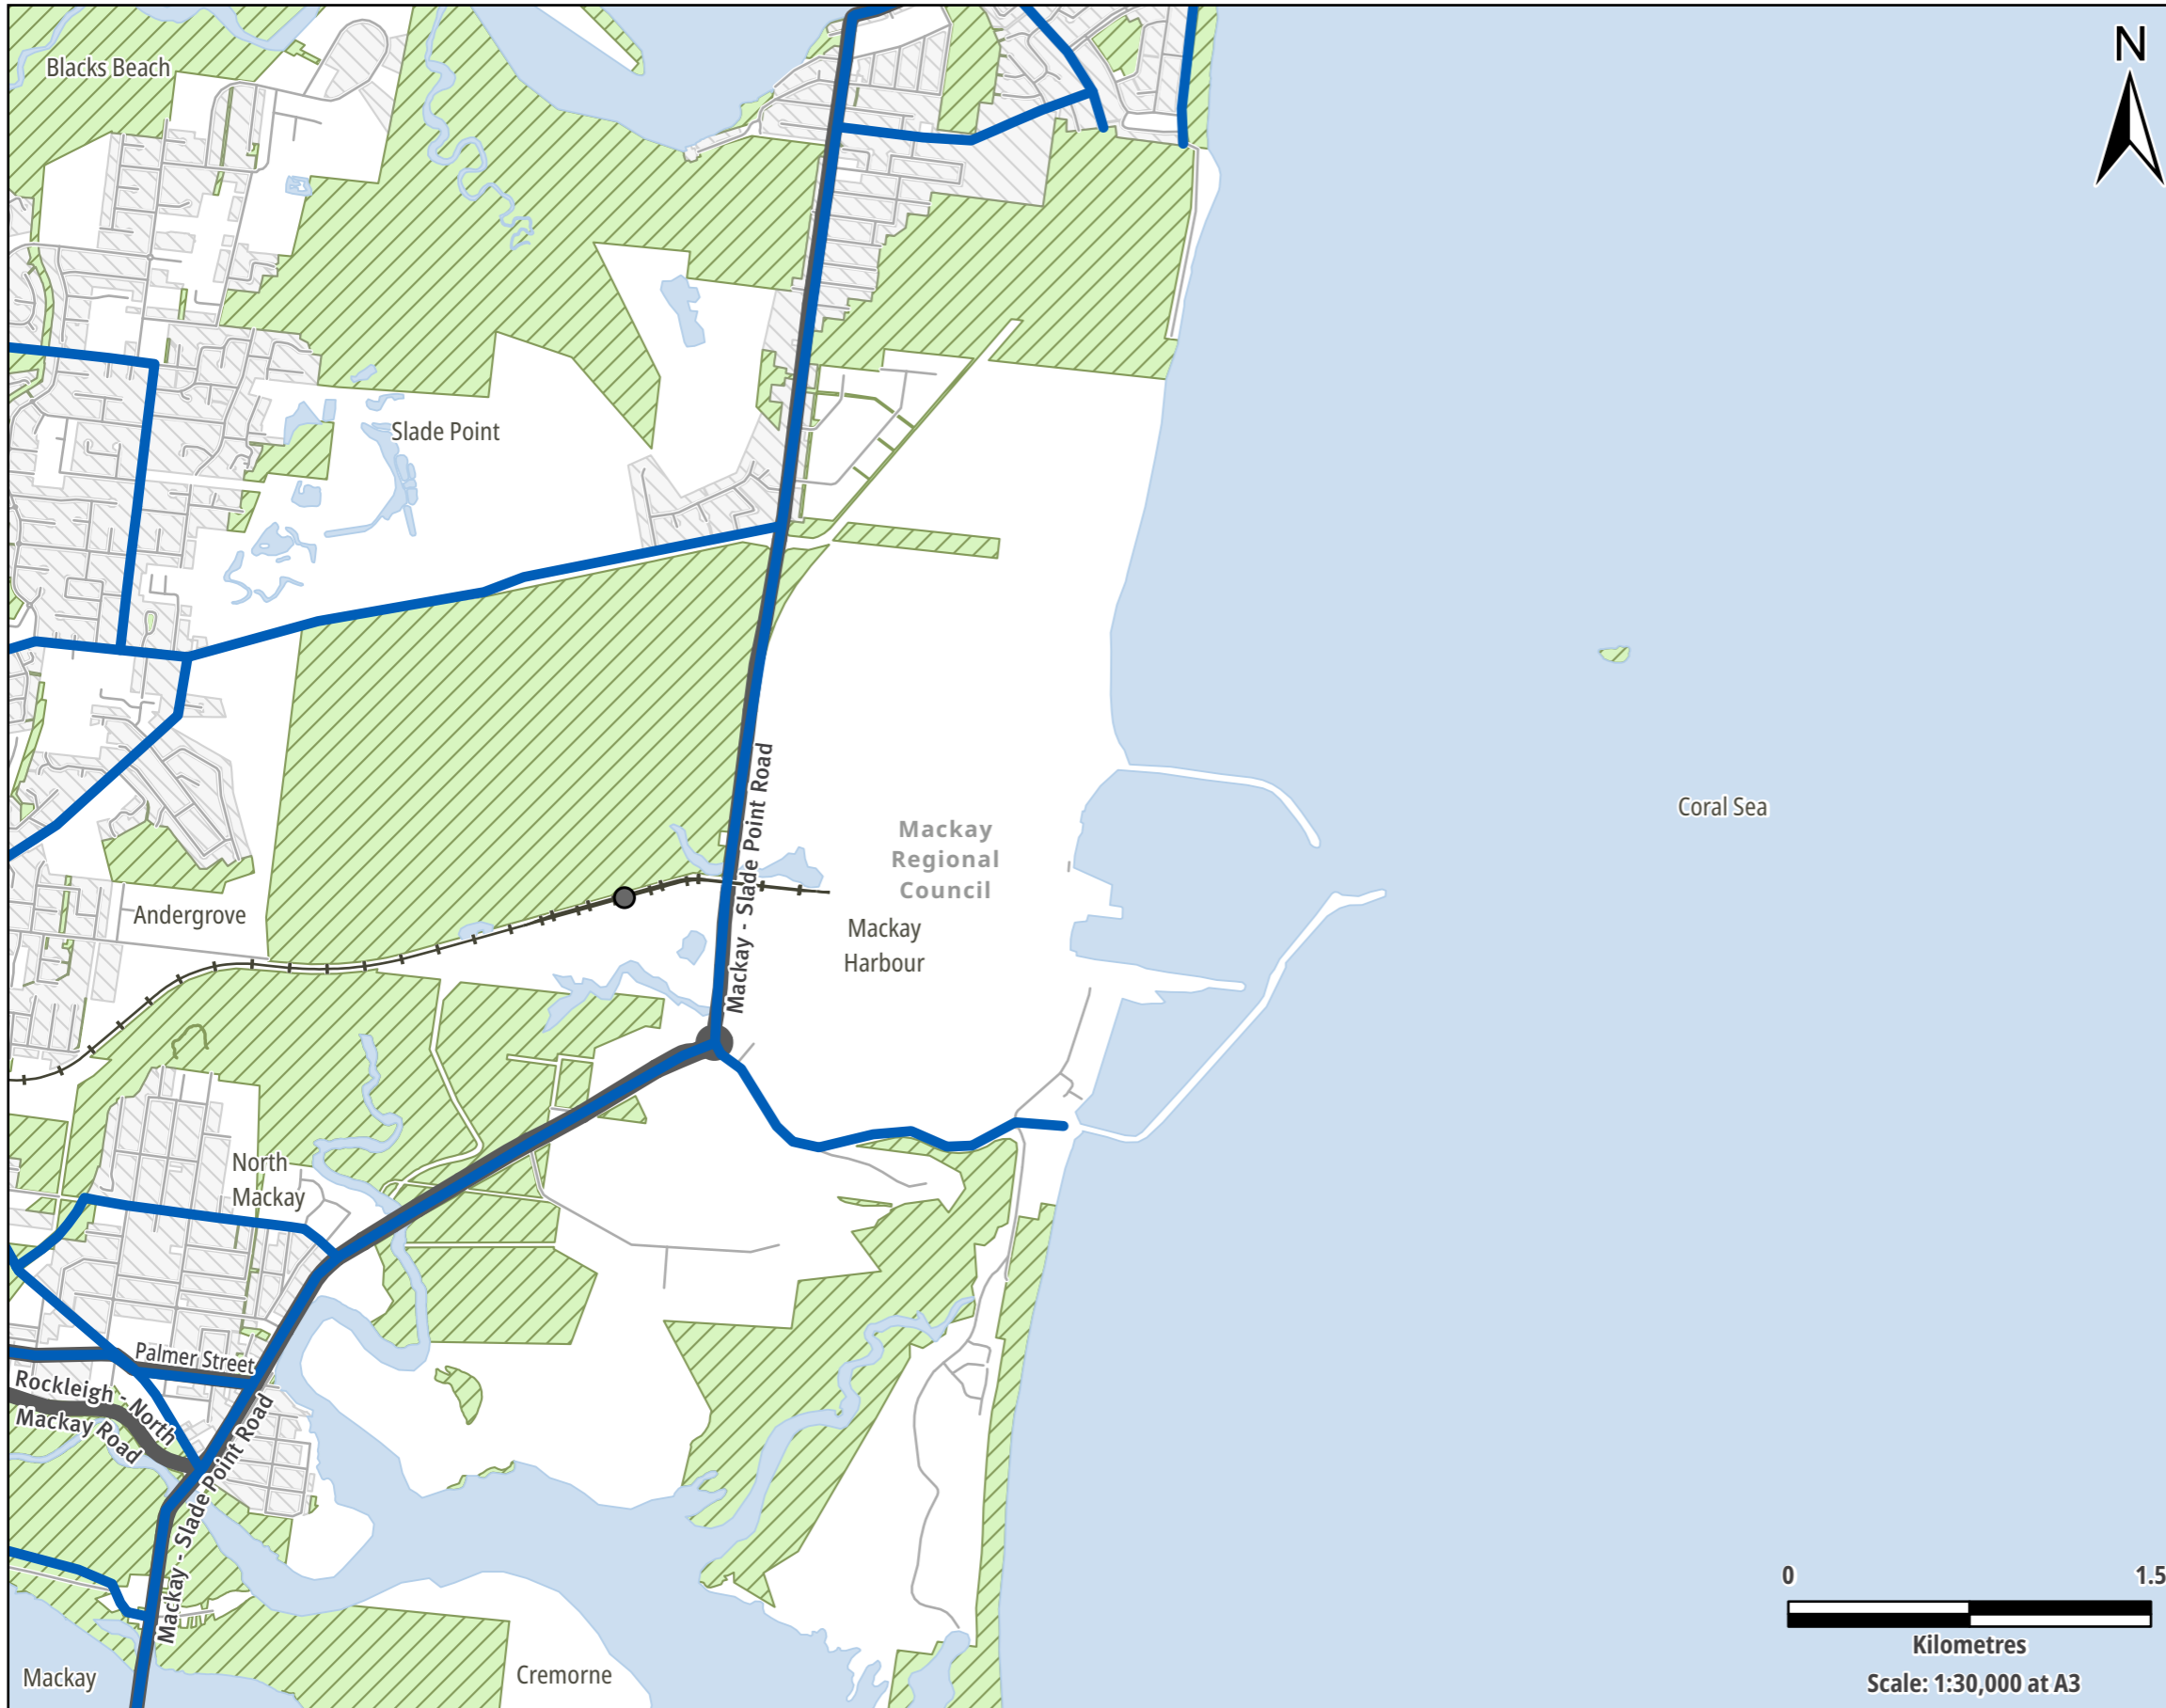 Blacks Beach
N
Slade Point
Mackay - Slade Point Road
Mackay
Regional
Council
Coral Sea
Andergrove
Mackay
Harbour
North
Mackay
Palmer Street
Rockleigh - North
Mackay Road
Mackay - Slade Point Road
Mackay
Cremorne
0
1.5
Kilometres
Scale: 1:30,000 at A3